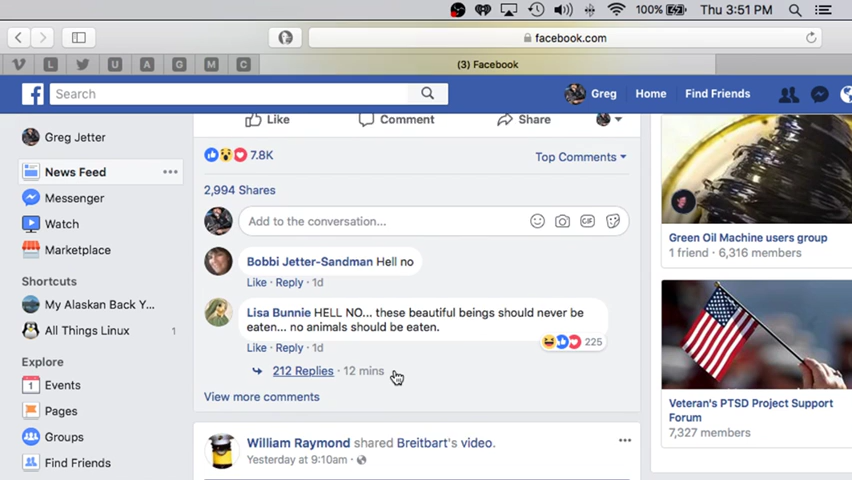 100% Thu 3:51 PM
facebook.com
V L U A G M C
(3) Facebook
f Search Greg Home Find Friends
Greg Jetter
News Feed
Messenger
Watch
Marketplace
Shortcuts
My Alaskan Back Y...
All Things Linux 1
Explore
1 Events
Pages
Groups
Find Friends
Like Comment Share
7.8K Top Comments
2,994 Shares
Add to the conversation... GIF
Bobbi Jetter-Sandman Hell no
Like · Reply · 1d
Lisa Bunnie HELL NO... these beautiful beings should never be
eaten... no animals should be eaten.
225
Like · Reply · 1d
212 Replies · 12 mins
View more comments
William Raymond shared Breitbart's video.
Yesterday at 9:10am ·
Green Oil Machine users group
1 friend · 6,316 members
Veteran's PTSD Project Support
Forum
7,327 members